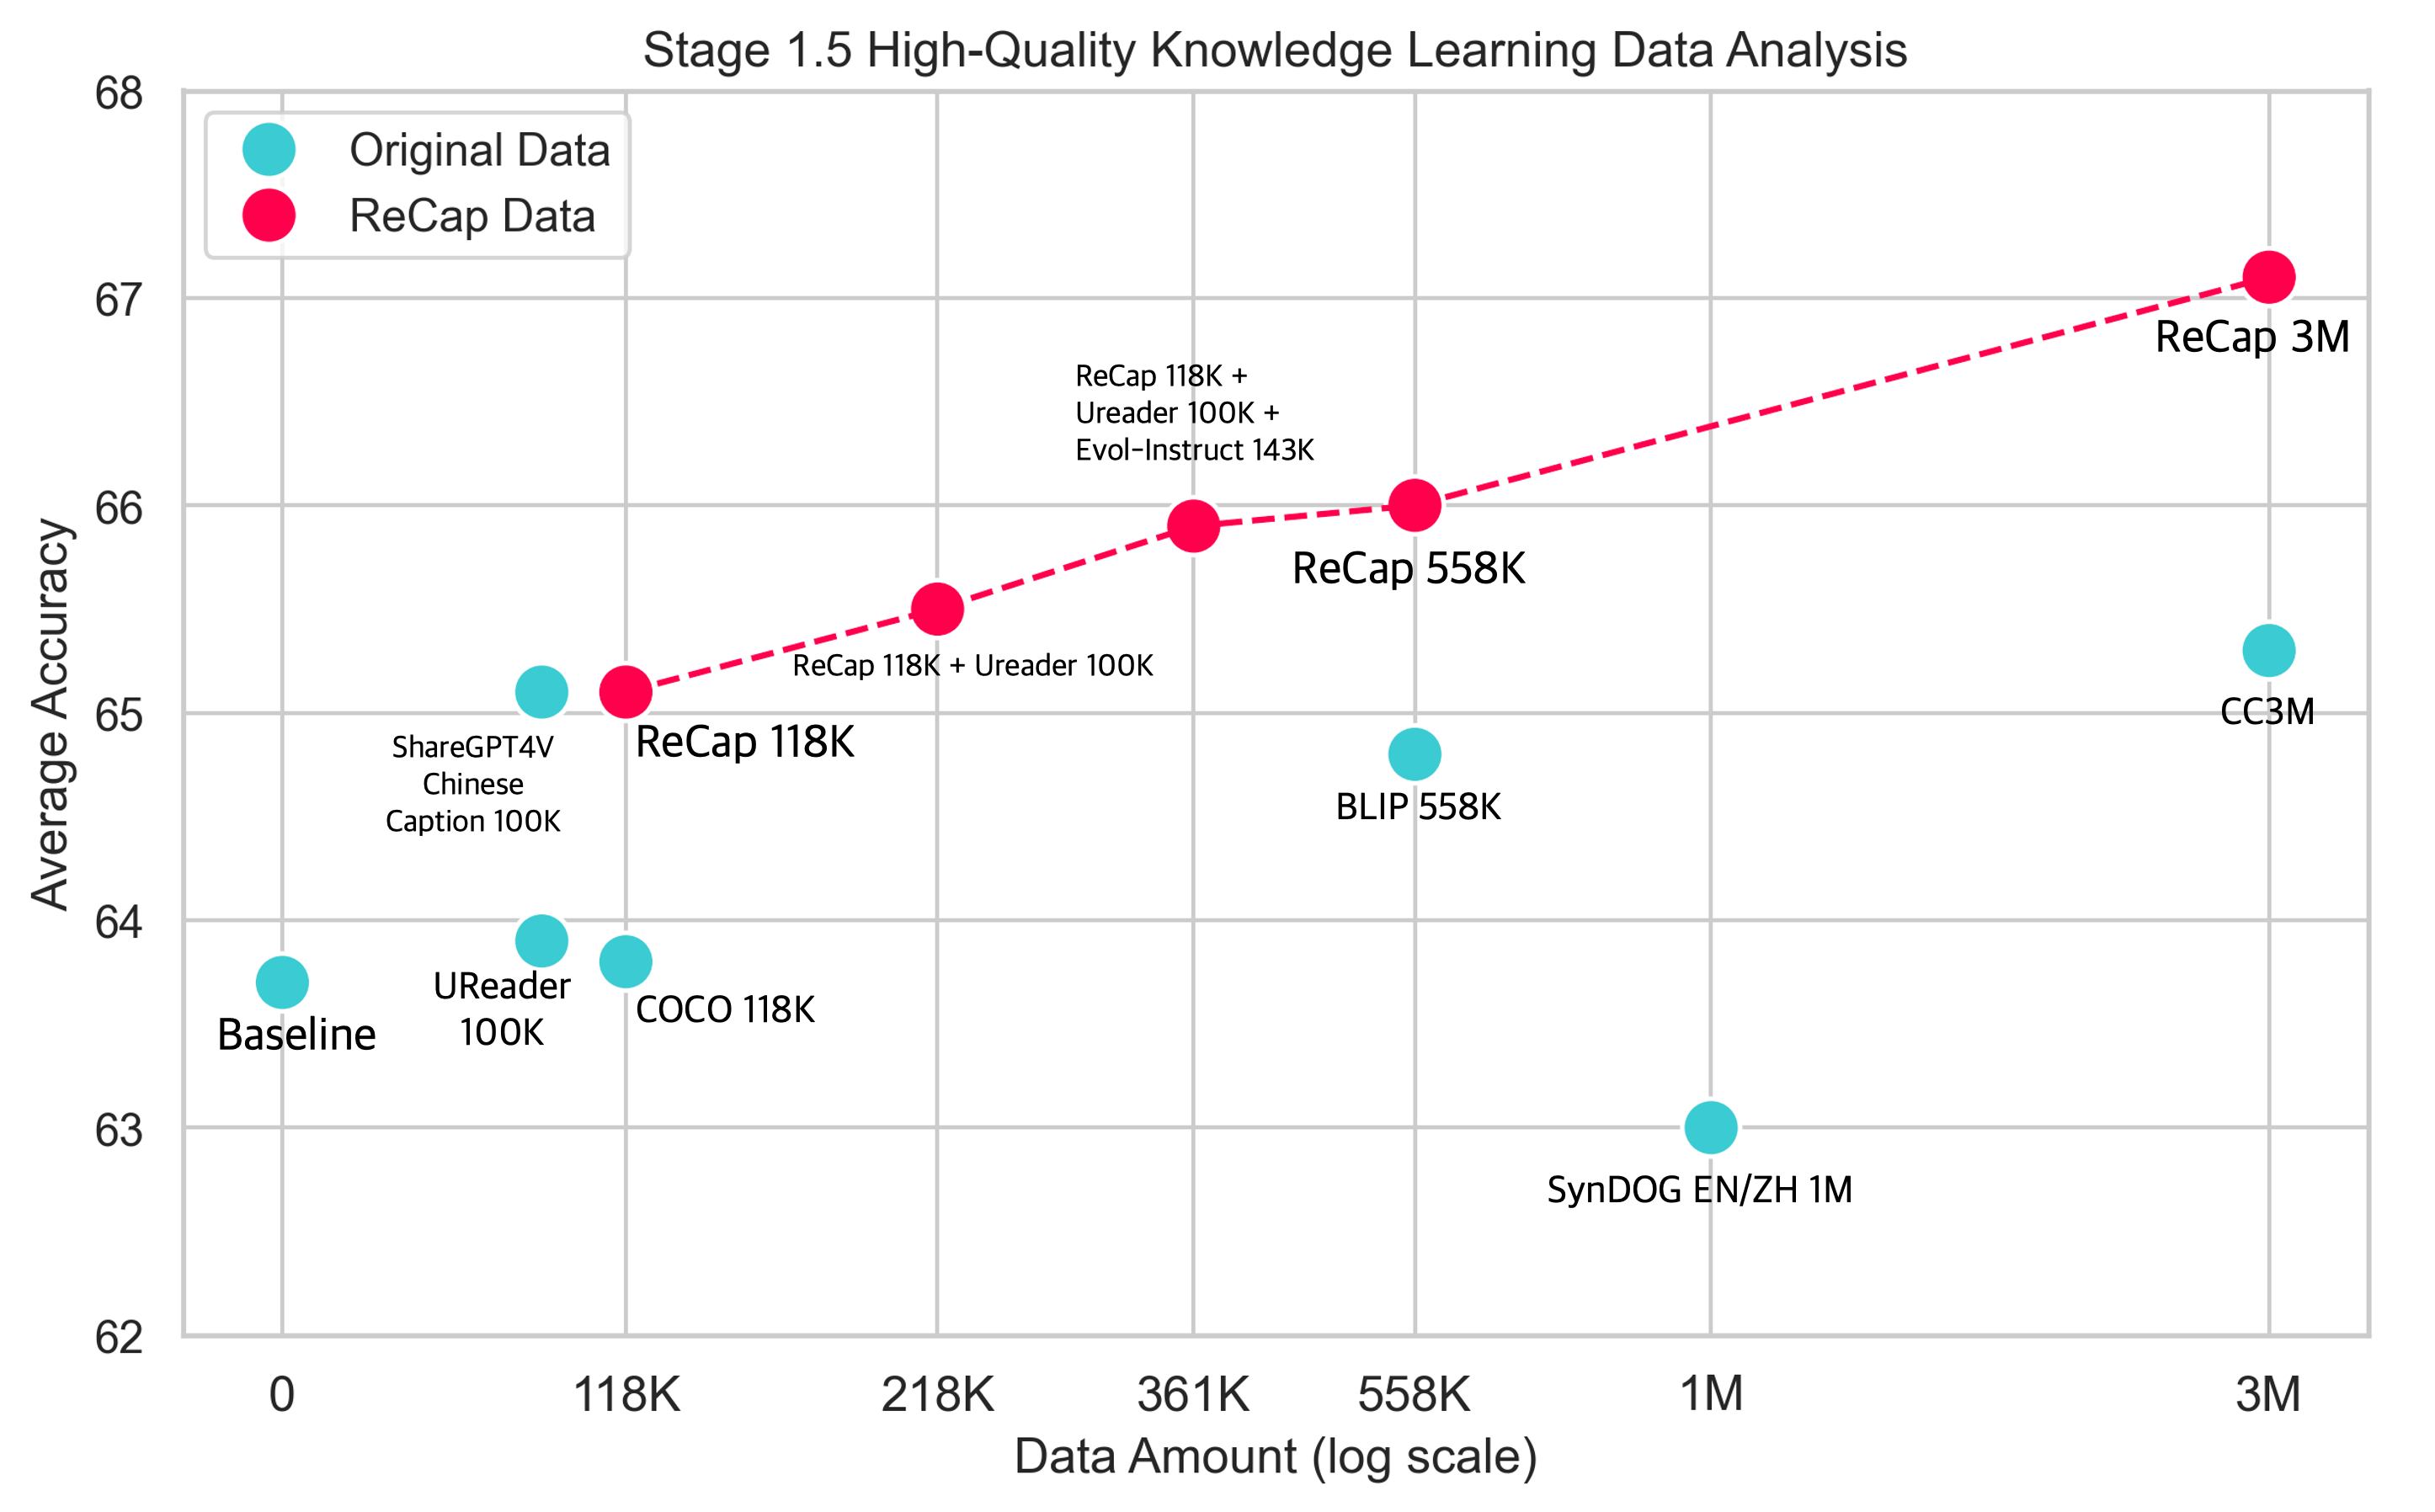 Stage 1.5 High-Quality Knowledge Learning Data Analysis
68
67
66
65
64
63
62
Average Accuracy
Original Data
ReCap Data
ReCap 3M
ReCap 118K +
Ureader 100K +
Evol-Instruct 143K
ReCap 558K
ReCap 118K + Ureader 100K
CC3M
ShareGPT4V
Chinese
Caption 100K
ReCap 118K
BLIP 558K
UReader
100K
COCO 118K
Baseline
SynDOG EN/ZH 1M
0
118K
218K
361K
558K
1M
3M
Data Amount (log scale)